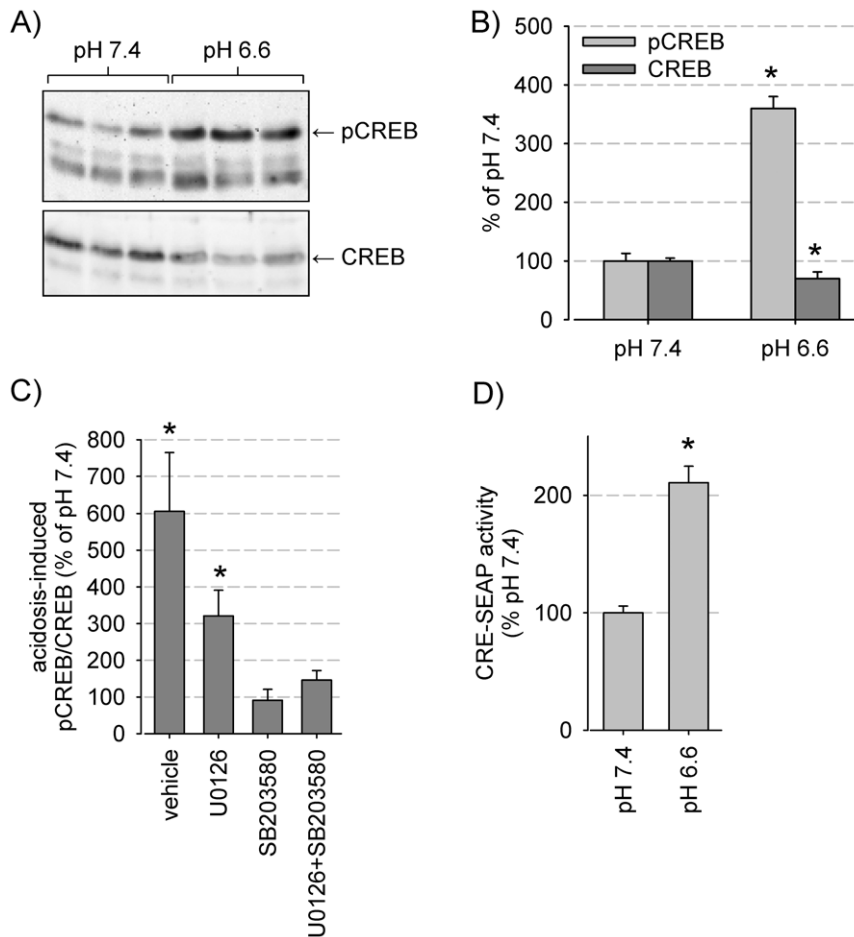 A)
pH 7.4 pH 6.6
← pCREB
← CREB
B)
% of pH 7.4
500
400
300
200
100
0
pCREB
CREB
*
*
pH 7.4 pH 6.6
C)
acidosis-induced
pCREB/CREB (% of pH 7.4)
800
700
600
500
400
300
200
100
0
*
*
vehicle
U0126
SB203580
U0126+SB203580
D)
CRE-SEAP activity
(% pH 7.4)
200
100
0
*
pH 7.4
pH 6.6